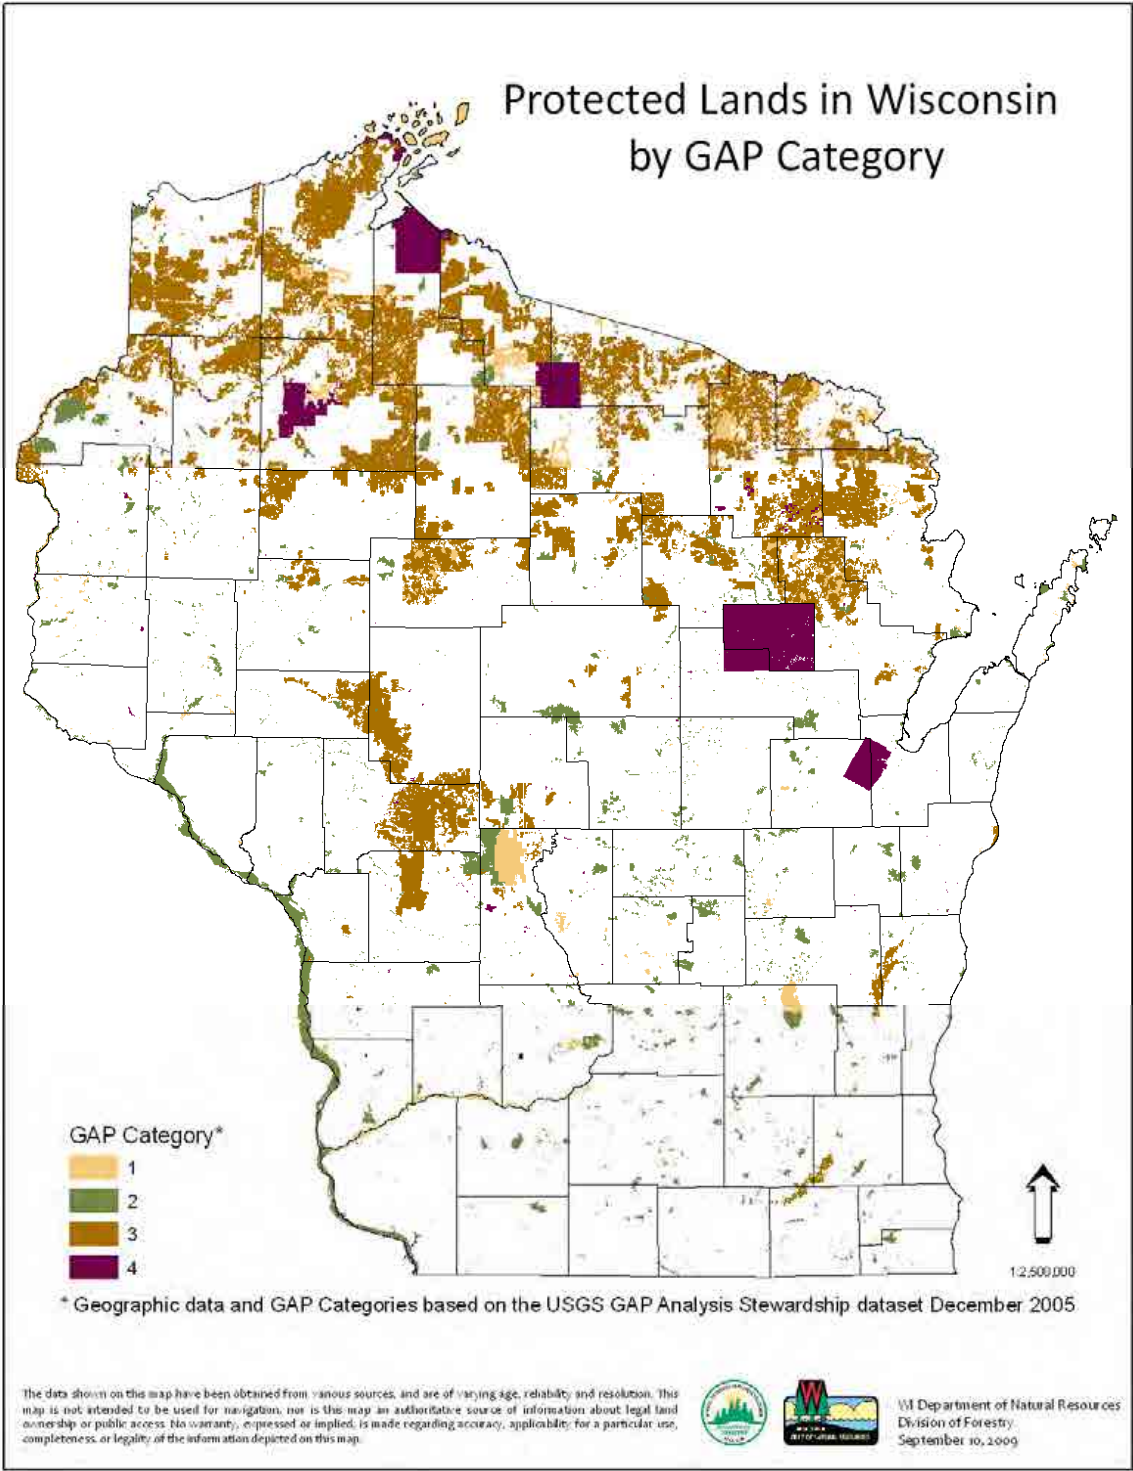 Protected Lands in Wisconsin
by GAP Category
GAP Category*
1
2
3
4
1:2,500,000
* Geographic data and GAP Categories based on the USGS GAP Analysis Stewardship dataset December 2005
The data shown on this map have been obtained from various sources, and are of varying age, reliability and resolution. This
map is not intended to be used for navigation, nor is this map an authoritative source of information about legal land
ownership or public access. No warranty, expressed or implied, is made regarding accuracy, applicability for a particular use,
completeness, or legality of the information depicted on this map.
WI Department of Natural Resources
Division of Forestry
September 10, 2009